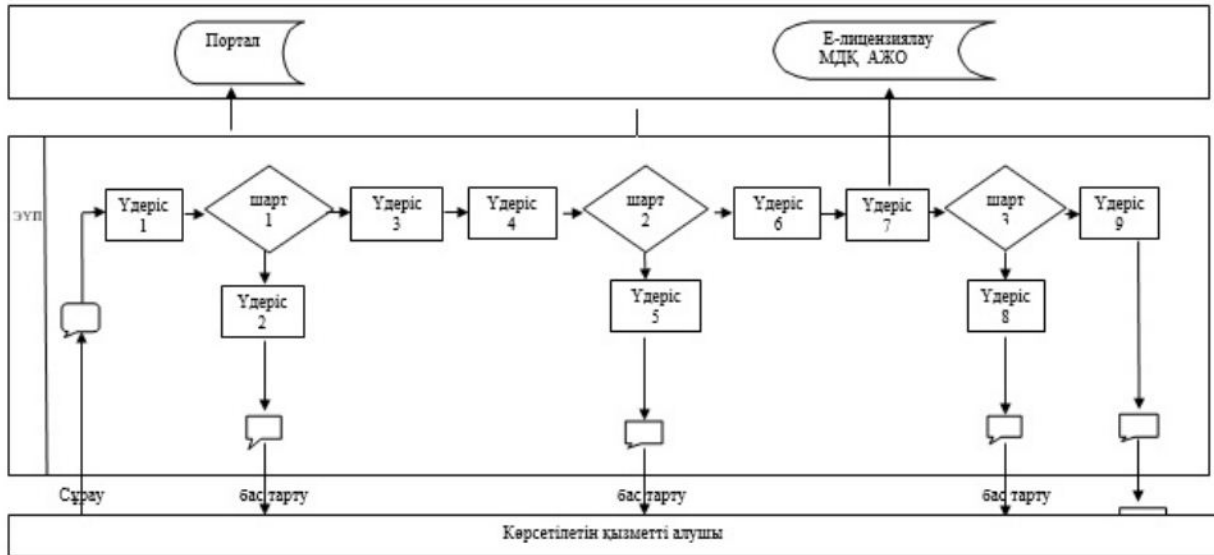 Портал
Е-лицензиялау
МДҚ АЖО
ЭҮП
Үдеріс
1
шарт
1
Үдеріс
3
Үдеріс
4
шарт
2
Үдеріс
6
Үдеріс
7
шарт
3
Үдеріс
9
Үдеріс
2
Үдеріс
5
Үдеріс
8
Сұрау
бас тарту
бас тарту
бас тарту
Көрсетілетін қызметті алушы